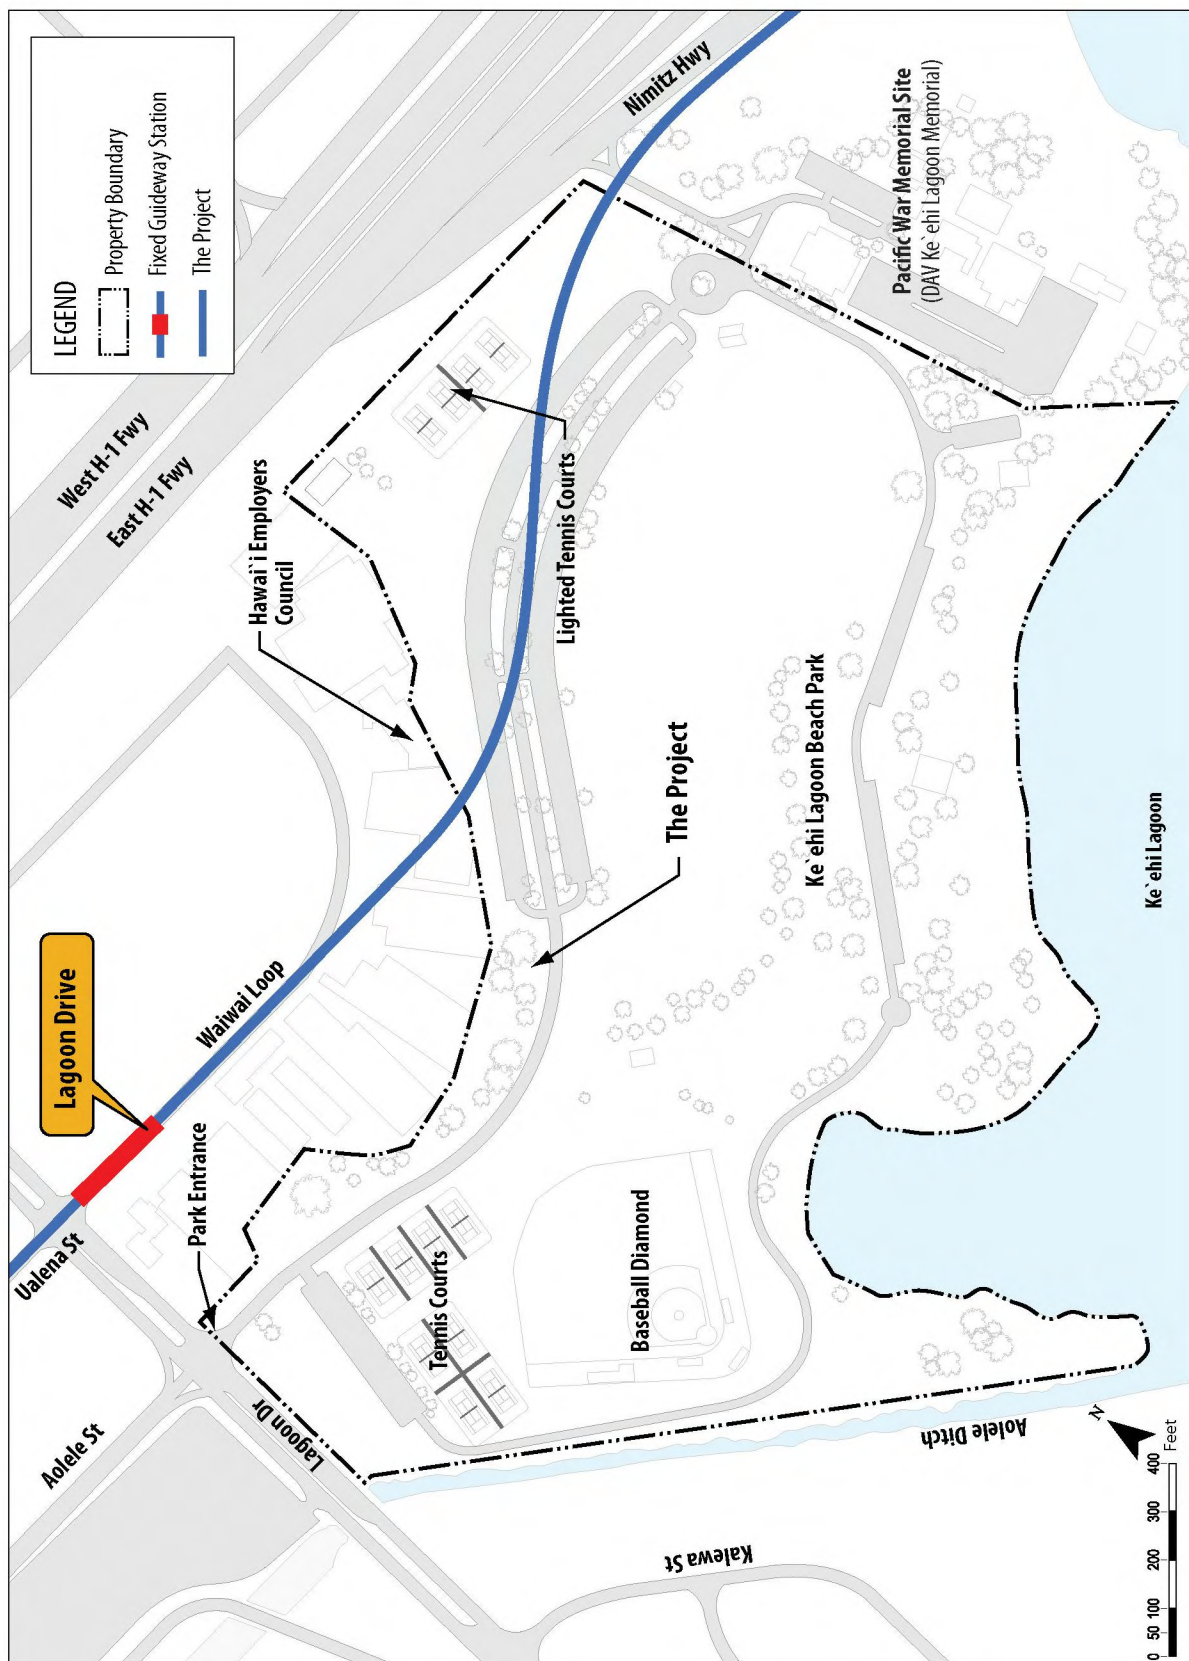 LEGEND
Property Boundary
Fixed Guideway Station
The Project
West H-1 Fwy
East H-1 Fwy
Nimitz Hwy
Pacific War Memorial Site
(DAV Ke`ehi Lagoon Memorial)
Hawai`i Employers
Council
Lighted Tennis Courts
Lagoon Drive
Waiwai Loop
Ualena St
Park Entrance
The Project
Ke`ehi Lagoon Beach Park
Ke`ehi Lagoon
Tennis Courts
Baseball Diamond
Aolele St
Lagoon Dr
Aolele Ditch
Kalewa St
N
0 50 100 200 300 400
Feet